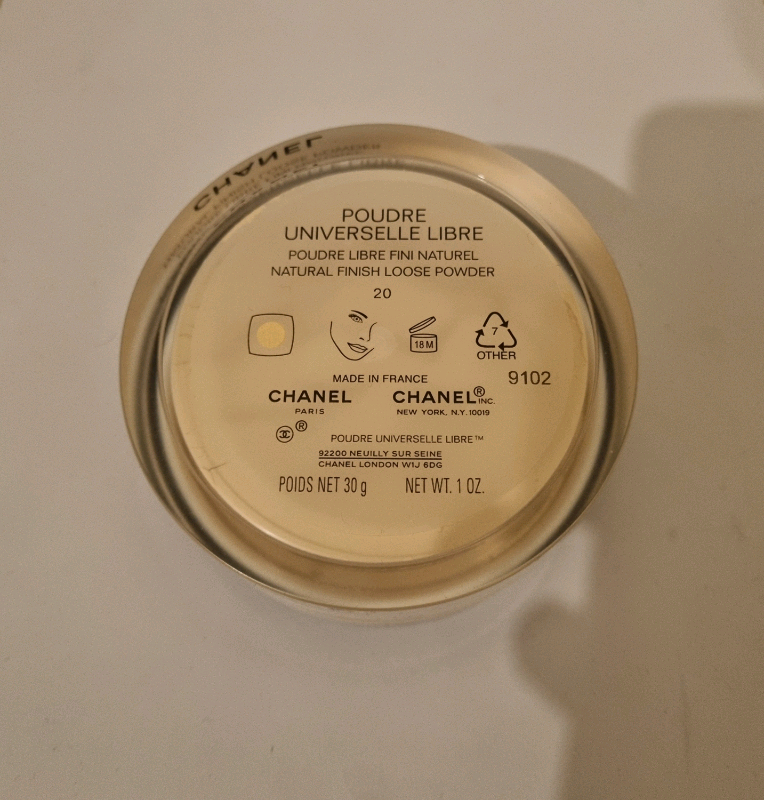 CHANEL
POUDRE
UNIVERSELLE LIBRE
POUDRE LIBRE FINI NATUREL
NATURAL FINISH LOOSE POWDER
20
18 M
7
OTHER
9102
MADE IN FRANCE
CHANEL CHANEL® INC.
PARIS NEW YORK, N.Y. 10019
®
POUDRE UNIVERSELLE LIBRE™
92200 NEUILLY SUR SEINE
CHANEL LONDON W1J 6DG
POIDS NET 30 g NET WT. 1 OZ.